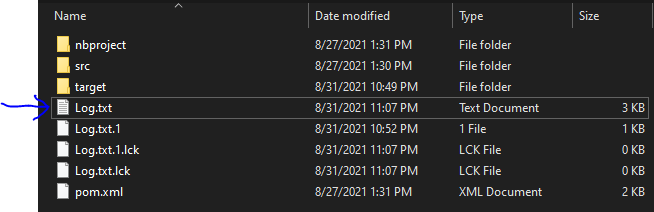 Name Date modified Type Size
nbproject 8/27/2021 1:31 PM File folder
src 8/27/2021 1:30 PM File folder
target 8/31/2021 10:49 PM File folder
Log.txt 8/31/2021 11:07 PM Text Document 3 KB
Log.txt.1 8/31/2021 10:52 PM 1 File 1 KB
Log.txt.1.lck 8/31/2021 11:07 PM LCK File 0 KB
Log.txt.lck 8/31/2021 11:07 PM LCK File 0 KB
pom.xml 8/27/2021 1:31 PM XML Document 2 KB